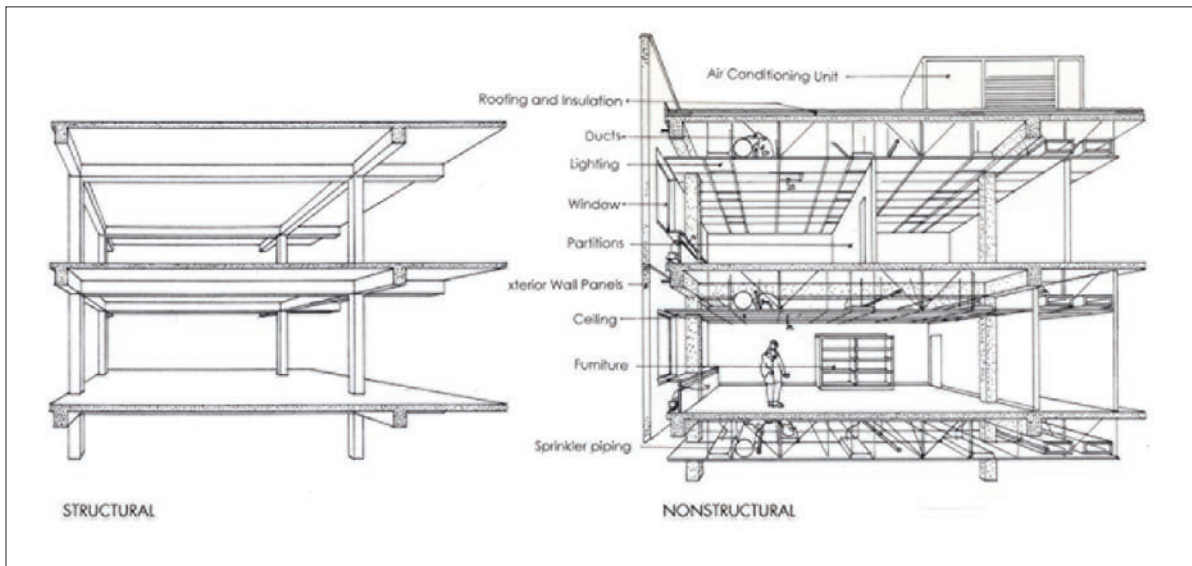 Air Conditioning Unit
Roofing and Insulation
Ducts
Lighting
Window
Partitions
xterior Wall Panels
Ceiling
Furniture
Sprinkler piping
STRUCTURAL
NONSTRUCTURAL